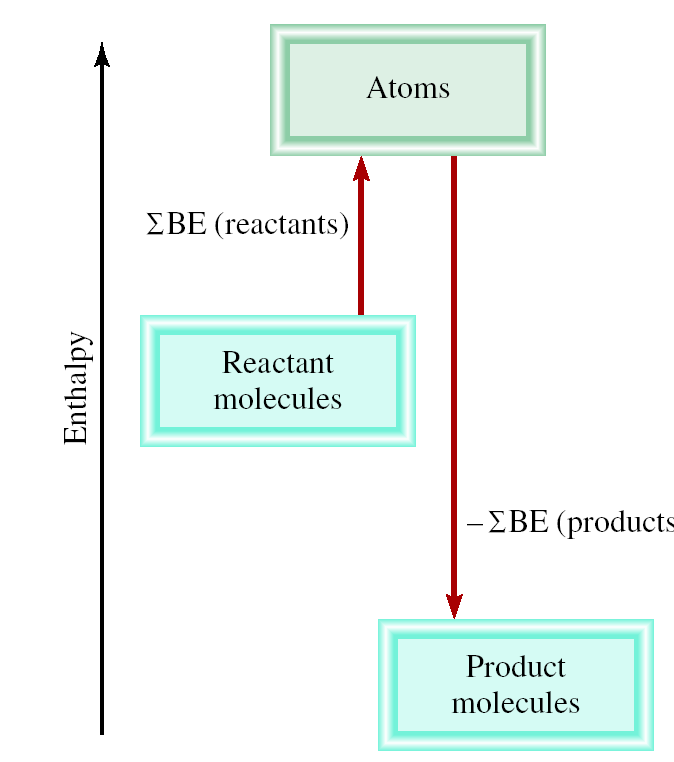 Atoms
ΣBE (reactants)
Reactant
molecules
Enthalpy
–ΣBE (products
Product
molecules